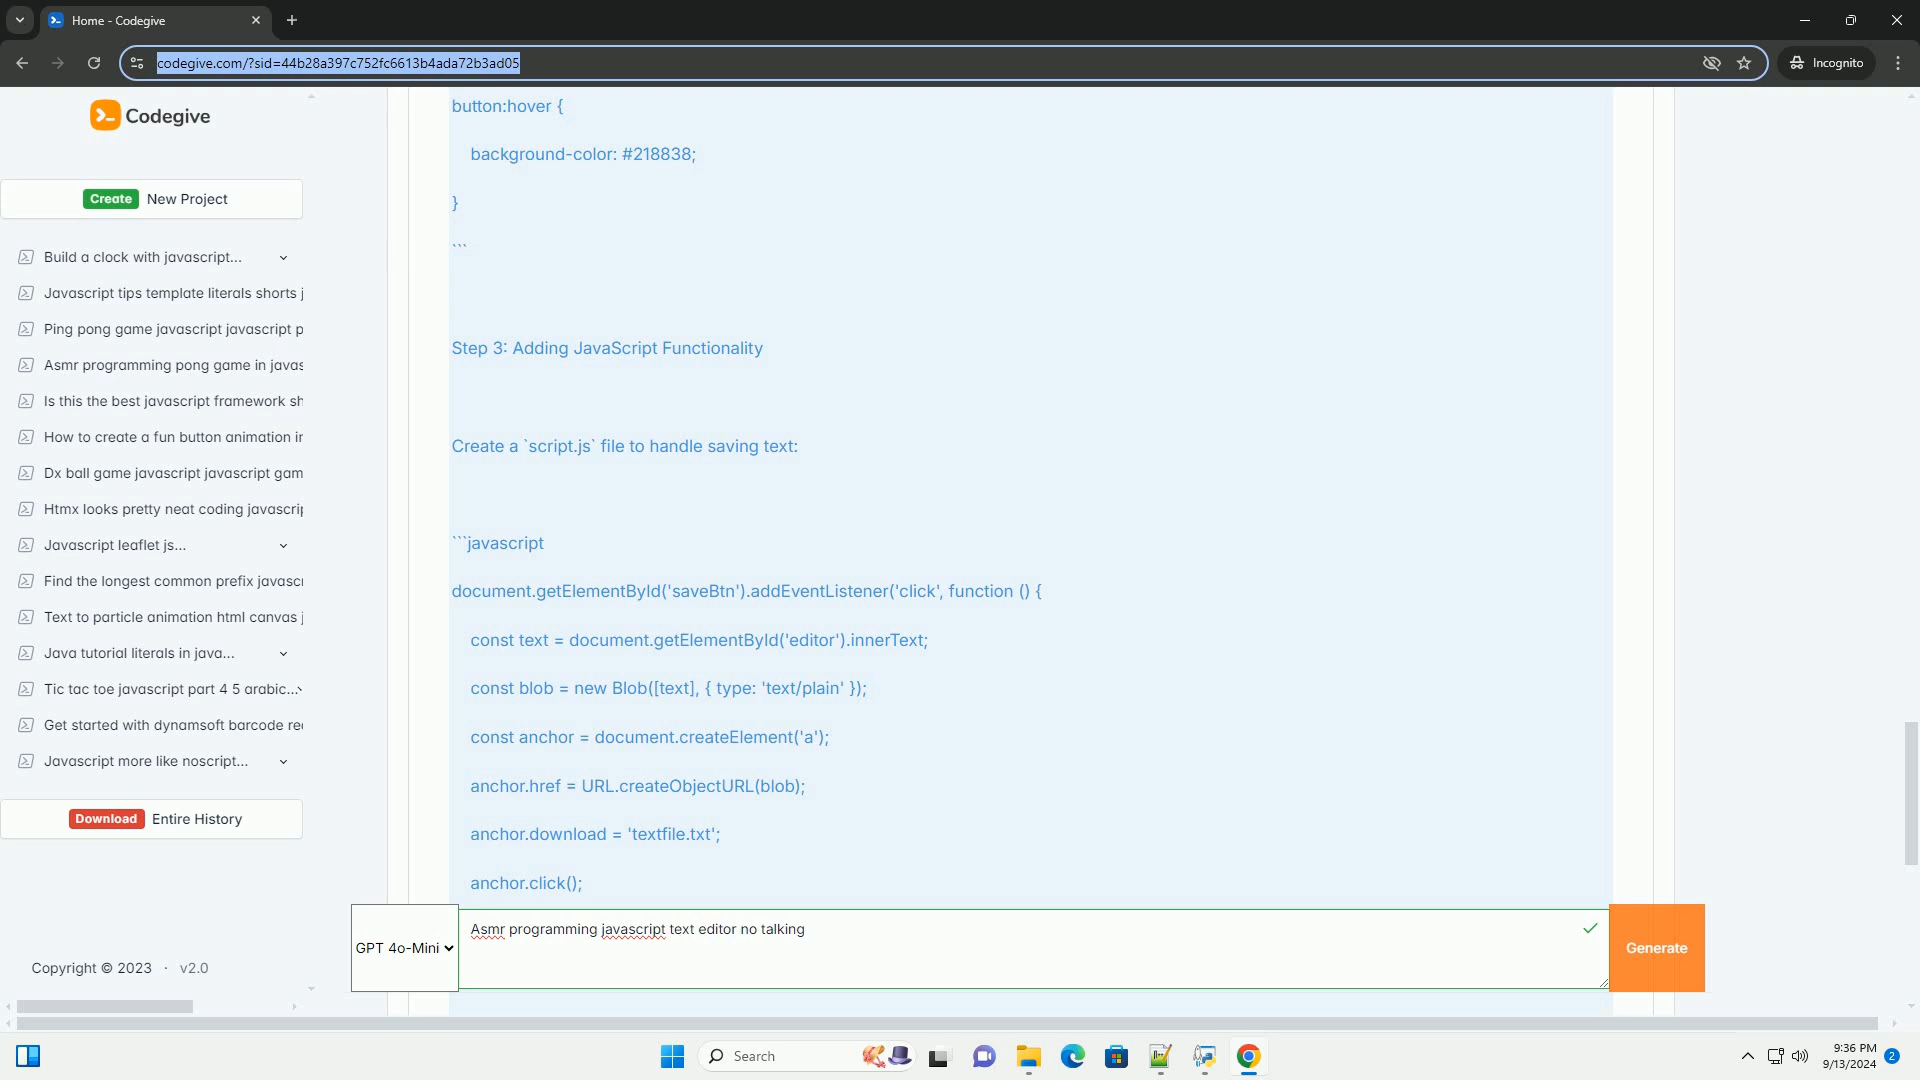 Home - Codegive
codegive.com/?sid=44b28a397c752fc6613b4ada72b3ad05
Incognito
Codegive
Create New Project
Build a clock with javascript...
Javascript tips template literals shorts j
Ping pong game javascript javascript p
Asmr programming pong game in javas
Is this the best javascript framework sh
How to create a fun button animation in
Dx ball game javascript javascript gam
Htmx looks pretty neat coding javascrip
Javascript leaflet js...
Find the longest common prefix javascr
Text to particle animation html canvas j
Java tutorial literals in java...
Tic tac toe javascript part 4 5 arabic...
Get started with dynamsoft barcode rea
Javascript more like noscript...
Download Entire History
Copyright © 2023 · v2.0
button:hover {
background-color: #218838;
}
```
Step 3: Adding JavaScript Functionality
Create a `script.js` file to handle saving text:
```javascript
document.getElementById('saveBtn').addEventListener('click', function () {
const text = document.getElementById('editor').innerText;
const blob = new Blob([text], { type: 'text/plain' });
const anchor = document.createElement('a');
anchor.href = URL.createObjectURL(blob);
anchor.download = 'textfile.txt';
anchor.click();
GPT 4o-Mini
Asmr programming javascript text editor no talking
Generate
Search
9:36 PM
9/13/2024
2